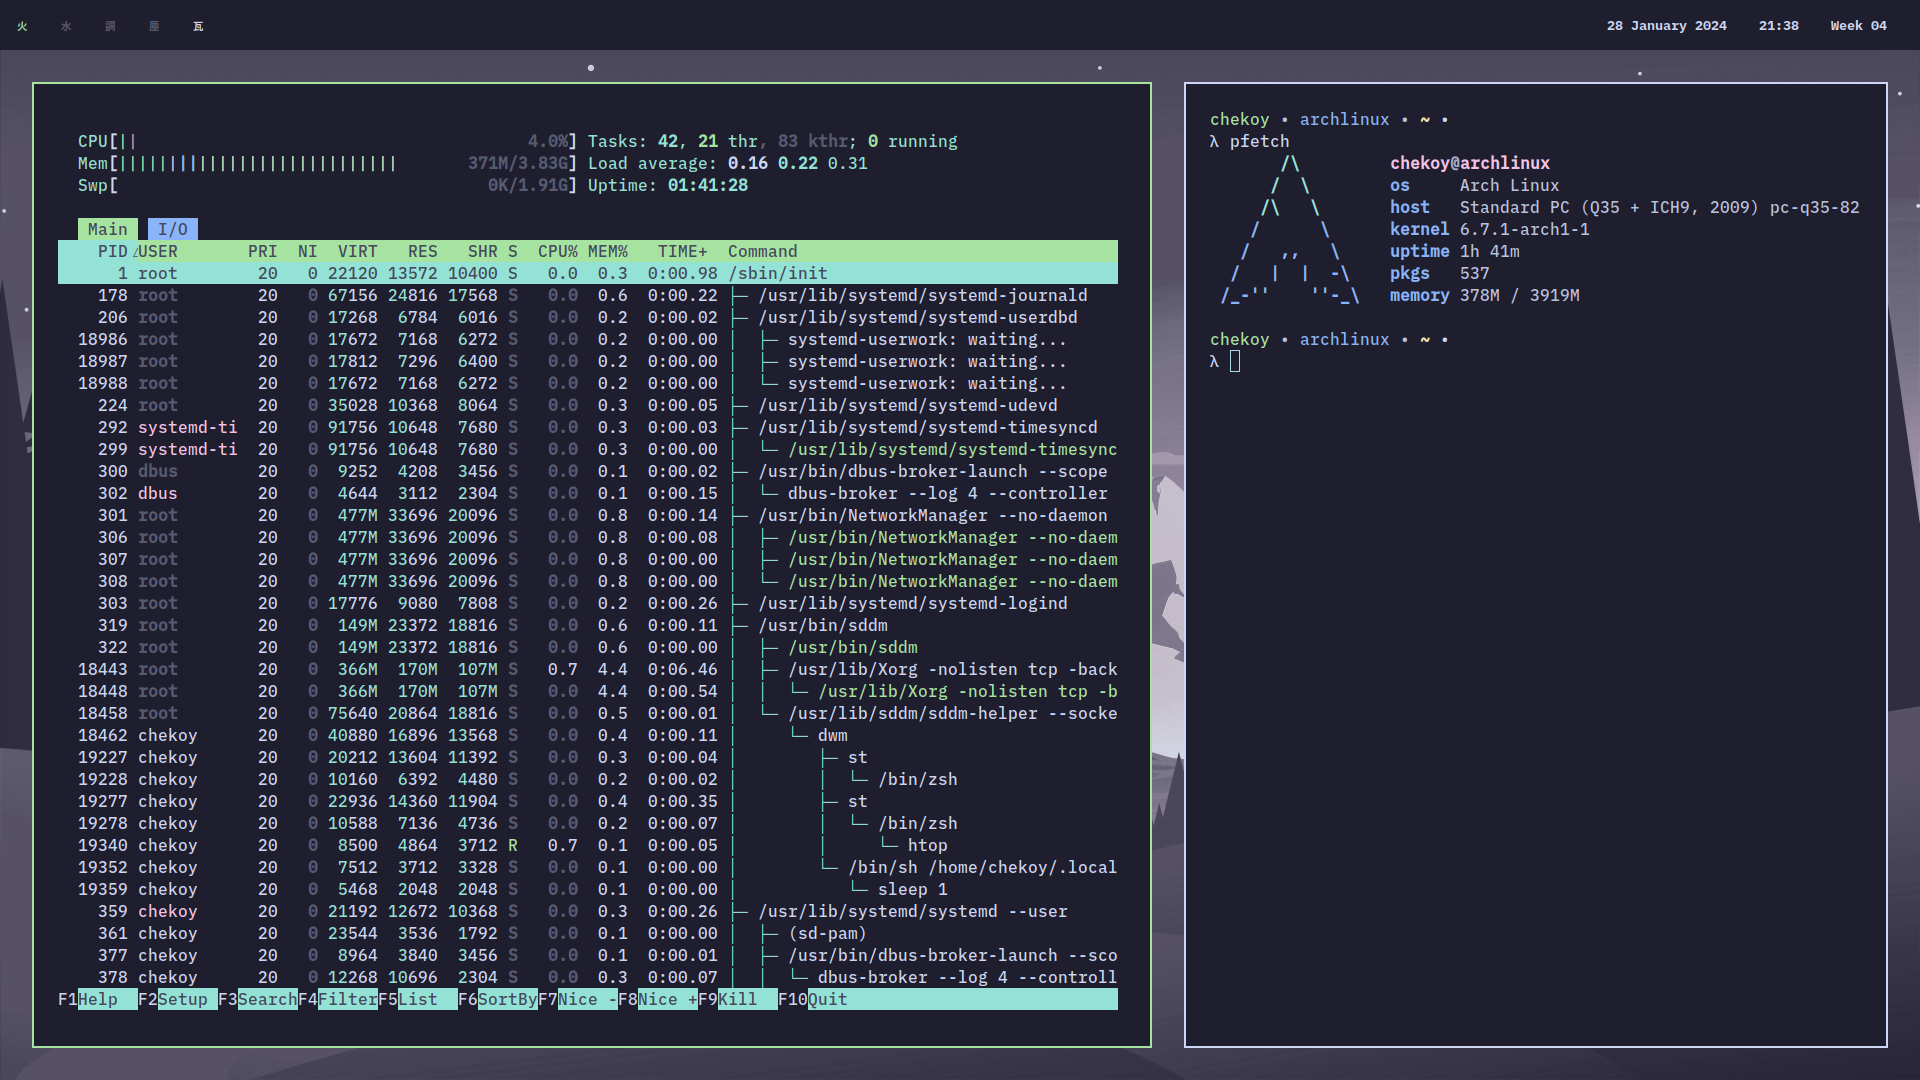 火 水 調 塵 瓦
28 January 2024 21:38 Week 04
CPU[|| 4.0%] Tasks: 42, 21 thr, 83 kthr; 0 running
Mem[|||||||||||||||||||||||||||| 371M/3.83G] Load average: 0.16 0.22 0.31
Swp[ 0K/1.91G] Uptime: 01:41:28
Main I/O
PID△USER PRI NI VIRT RES SHR S CPU% MEM% TIME+ Command
1 root 20 0 22120 13572 10400 S 0.0 0.3 0:00.98 /sbin/init
178 root 20 0 67156 24816 17568 S 0.0 0.6 0:00.22 ├─ /usr/lib/systemd/systemd-journald
206 root 20 0 17268 6784 6016 S 0.0 0.2 0:00.02 ├─ /usr/lib/systemd/systemd-userdbd
18986 root 20 0 17672 7168 6272 S 0.0 0.2 0:00.00 │ ├─ systemd-userwork: waiting...
18987 root 20 0 17812 7296 6400 S 0.0 0.2 0:00.00 │ ├─ systemd-userwork: waiting...
18988 root 20 0 17672 7168 6272 S 0.0 0.2 0:00.00 │ └─ systemd-userwork: waiting...
224 root 20 0 35028 10368 8064 S 0.0 0.3 0:00.05 ├─ /usr/lib/systemd/systemd-udevd
292 systemd-ti 20 0 91756 10648 7680 S 0.0 0.3 0:00.03 ├─ /usr/lib/systemd/systemd-timesyncd
299 systemd-ti 20 0 91756 10648 7680 S 0.0 0.3 0:00.00 │ └─ /usr/lib/systemd/systemd-timesync
300 dbus 20 0 9252 4208 3456 S 0.0 0.1 0:00.02 ├─ /usr/bin/dbus-broker-launch --scope
302 dbus 20 0 4644 3112 2304 S 0.0 0.1 0:00.15 │ └─ dbus-broker --log 4 --controller
301 root 20 0 477M 33696 20096 S 0.0 0.8 0:00.14 ├─ /usr/bin/NetworkManager --no-daemon
306 root 20 0 477M 33696 20096 S 0.0 0.8 0:00.08 │ ├─ /usr/bin/NetworkManager --no-daem
307 root 20 0 477M 33696 20096 S 0.0 0.8 0:00.00 │ ├─ /usr/bin/NetworkManager --no-daem
308 root 20 0 477M 33696 20096 S 0.0 0.8 0:00.00 │ └─ /usr/bin/NetworkManager --no-daem
303 root 20 0 17776 9080 7808 S 0.0 0.2 0:00.26 ├─ /usr/lib/systemd/systemd-logind
319 root 20 0 149M 23372 18816 S 0.0 0.6 0:00.11 ├─ /usr/bin/sddm
322 root 20 0 149M 23372 18816 S 0.0 0.6 0:00.00 │ ├─ /usr/bin/sddm
18443 root 20 0 366M 170M 107M S 0.7 4.4 0:06.46 │ ├─ /usr/lib/Xorg -nolisten tcp -back
18448 root 20 0 366M 170M 107M S 0.0 4.4 0:00.54 │ │ └─ /usr/lib/Xorg -nolisten tcp -b
18458 root 20 0 75640 20864 18816 S 0.0 0.5 0:00.01 │ └─ /usr/lib/sddm/sddm-helper --socke
18462 chekoy 20 0 40880 16896 13568 S 0.0 0.4 0:00.11 │ └─ dwm
19227 chekoy 20 0 20212 13604 11392 S 0.0 0.3 0:00.04 │ ├─ st
19228 chekoy 20 0 10160 6392 4480 S 0.0 0.2 0:00.02 │ │ └─ /bin/zsh
19277 chekoy 20 0 22936 14360 11904 S 0.0 0.4 0:00.35 │ ├─ st
19278 chekoy 20 0 10588 7136 4736 S 0.0 0.2 0:00.07 │ │ └─ /bin/zsh
19340 chekoy 20 0 8500 4864 3712 R 0.7 0.1 0:00.05 │ │ └─ htop
19352 chekoy 20 0 7512 3712 3328 S 0.0 0.1 0:00.00 │ └─ /bin/sh /home/chekoy/.local
19359 chekoy 20 0 5468 2048 2048 S 0.0 0.1 0:00.00 │ └─ sleep 1
359 chekoy 20 0 21192 12672 10368 S 0.0 0.3 0:00.26 ├─ /usr/lib/systemd/systemd --user
361 chekoy 20 0 23544 3536 1792 S 0.0 0.1 0:00.00 │ ├─ (sd-pam)
377 chekoy 20 0 8964 3840 3456 S 0.0 0.1 0:00.01 │ ├─ /usr/bin/dbus-broker-launch --sco
378 chekoy 20 0 12268 10696 2304 S 0.0 0.3 0:00.07 │ │ └─ dbus-broker --log 4 --controll
F1Help F2Setup F3SearchF4FilterF5List F6SortByF7Nice -F8Nice +F9Kill F10Quit
chekoy • archlinux • ~ •
λ pfetch
chekoy@archlinux
os Arch Linux
host Standard PC (Q35 + ICH9, 2009) pc-q35-82
kernel 6.7.1-arch1-1
uptime 1h 41m
pkgs 537
memory 378M / 3919M
chekoy • archlinux • ~ •
λ